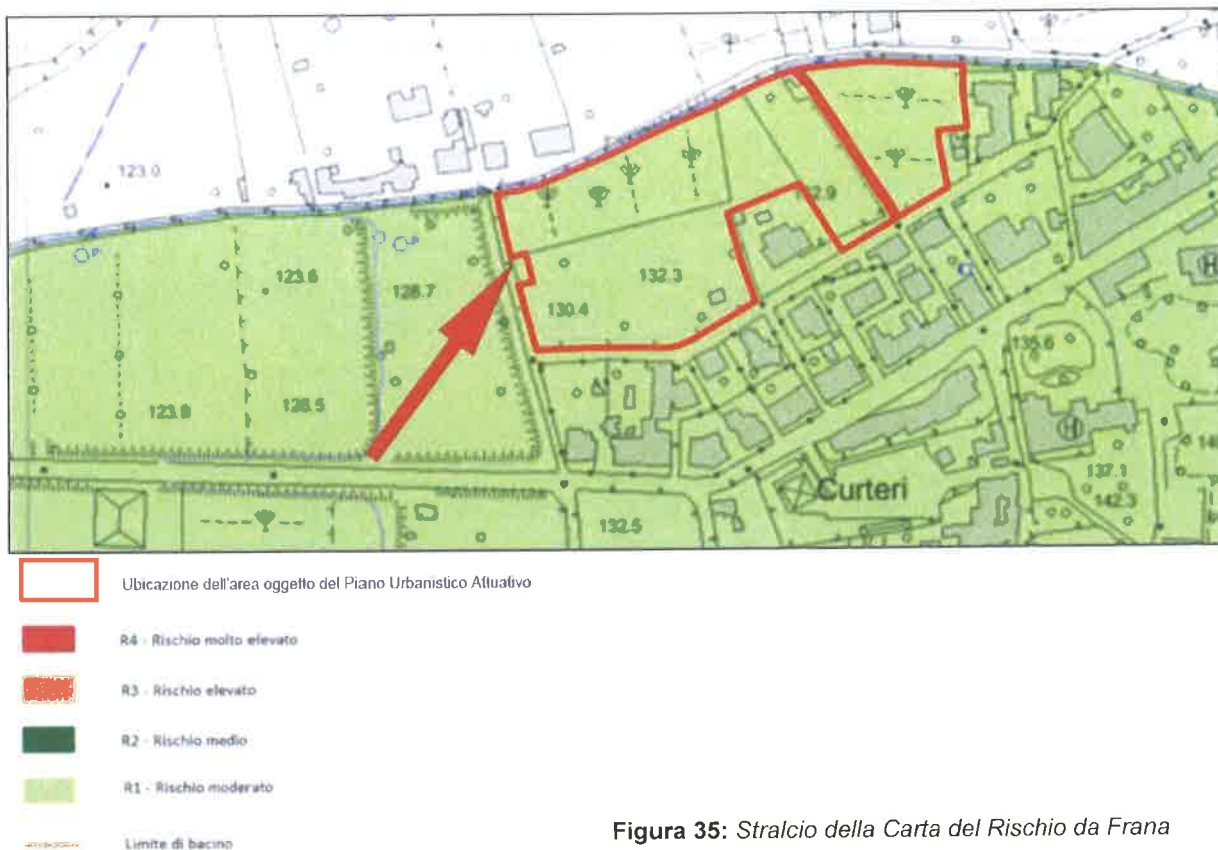 123.0
132.3
123.6
128.7
130.4
135.6
123.9
128.5
137.1
Curteri
142.3
132.5
Ubicazione dell'area oggetto del Piano Urbanistico Attuativo
R4 - Rischio molto elevato
R3 - Rischio elevato
R2 - Rischio medio
R1 - Rischio moderato
Limite di bacino
Figura 35: Stralcio della Carta del Rischio da Frana